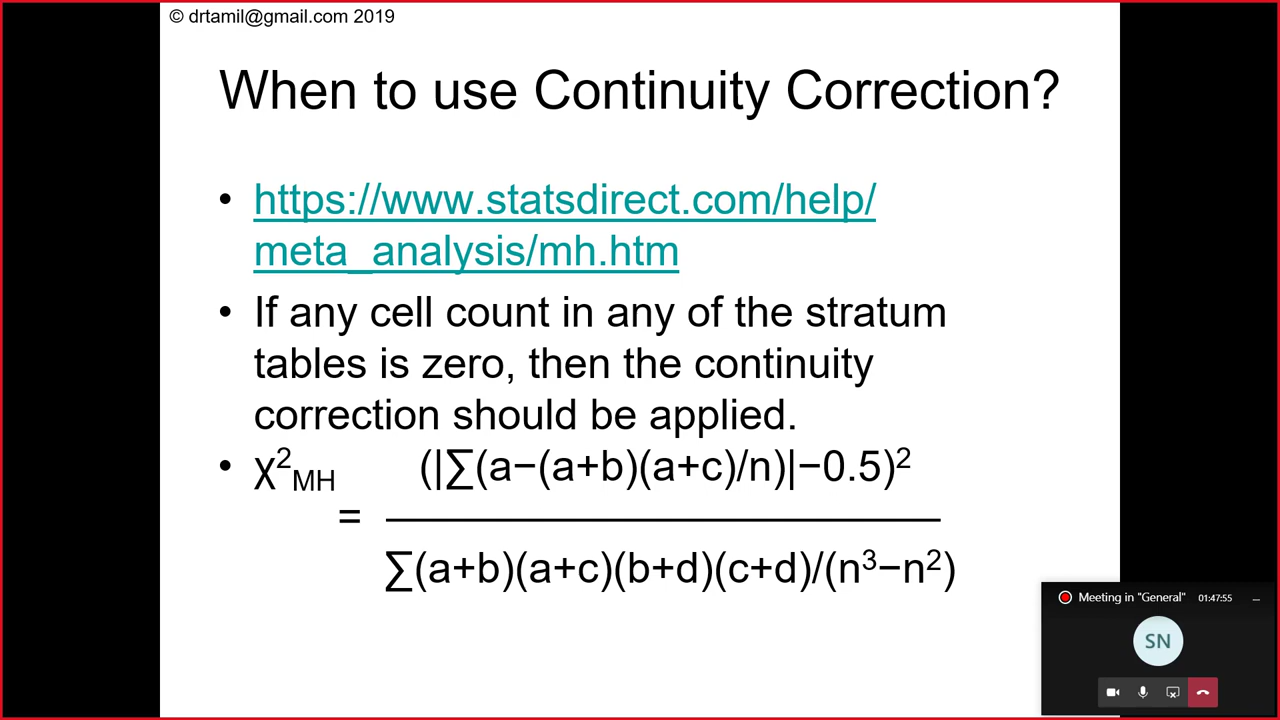 © drtamil@gmail.com 2019
When to use Continuity Correction?
• https://www.statsdirect.com/help/
meta_analysis/mh.htm
• If any cell count in any of the stratum
tables is zero, then the continuity
correction should be applied.
• χ²MH (|∑(a−(a+b)(a+c)/n)|−0.5)²
=
∑(a+b)(a+c)(b+d)(c+d)/(n³−n²)
Meeting in "General" 01:47:55
SN